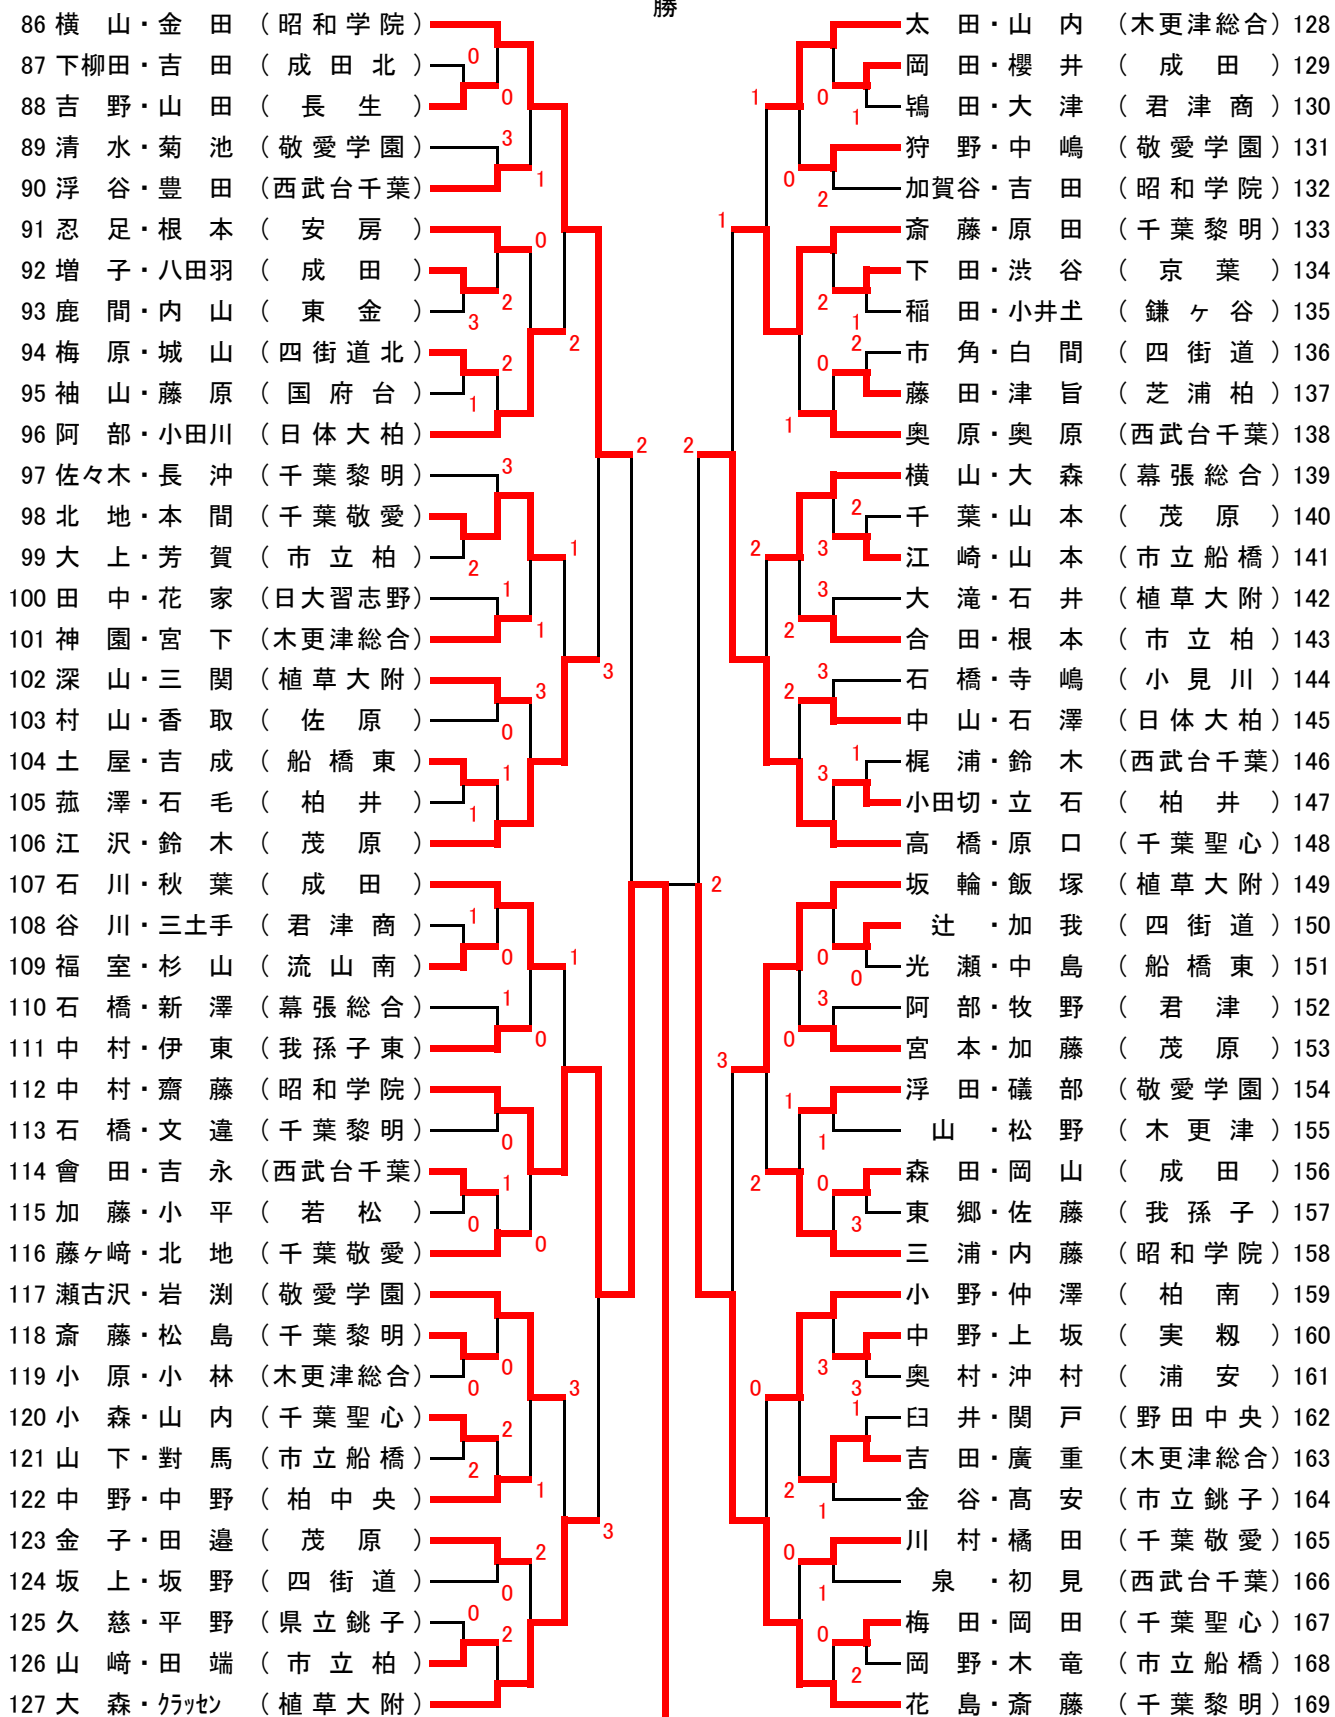 勝
86 横　山・金　田 (昭和学院)
87 下柳田・吉　田 (成田北)
88 吉　野・山　田 (長生)
89 清　水・菊　池 (敬愛学園)
90 浮　谷・豊　田 (西武台千葉)
91 忍　足・根　本 (安房)
92 増　子・八田羽 (成田)
93 鹿　間・内　山 (東金)
94 梅　原・城　山 (四街道北)
95 袖　山・藤　原 (国府台)
96 阿　部・小田川 (日体大柏)
97 佐々木・長　沖 (千葉黎明)
98 北　地・本　間 (千葉敬愛)
99 大　上・芳　賀 (市立柏)
100 田　中・花　家 (日大習志野)
101 神　園・宮　下 (木更津総合)
102 深　山・三　関 (植草大附)
103 村　山・香　取 (佐原)
104 土　屋・吉　成 (船橋東)
105 菰　澤・石　毛 (柏井)
106 江　沢・鈴　木 (茂原)
107 石　川・秋　葉 (成田)
108 谷　川・三土手 (君津商)
109 福　室・杉　山 (流山南)
110 石　橋・新　澤 (幕張総合)
111 中　村・伊　東 (我孫子東)
112 中　村・齋　藤 (昭和学院)
113 石　橋・文　違 (千葉黎明)
114 會　田・吉　永 (西武台千葉)
115 加　藤・小　平 (若松)
116 藤ヶ﨑・北　地 (千葉敬愛)
117 瀬古沢・岩　渕 (敬愛学園)
118 斎　藤・松　島 (千葉黎明)
119 小　原・小　林 (木更津総合)
120 小　森・山　内 (千葉聖心)
121 山　下・對　馬 (市立船橋)
122 中　野・中　野 (柏中央)
123 金　子・田　邉 (茂原)
124 坂　上・坂　野 (四街道)
125 久　慈・平　野 (県立銚子)
126 山　﨑・田　端 (市立柏)
127 大　森・クラッセン (植草大附)
太　田・山　内 (木更津総合) 128
岡　田・櫻　井 (成田) 129
鴇　田・大　津 (君津商) 130
狩　野・中　嶋 (敬愛学園) 131
加賀谷・吉　田 (昭和学院) 132
斎　藤・原　田 (千葉黎明) 133
下　田・渋　谷 (京葉) 134
稲　田・小井圡 (鎌ヶ谷) 135
市　角・白　間 (四街道) 136
藤　田・津　旨 (芝浦柏) 137
奥　原・奥　原 (西武台千葉) 138
横　山・大　森 (幕張総合) 139
千　葉・山　本 (茂原) 140
江　崎・山　本 (市立船橋) 141
大　滝・石　井 (植草大附) 142
合　田・根　本 (市立柏) 143
石　橋・寺　嶋 (小見川) 144
中　山・石　澤 (日体大柏) 145
梶　浦・鈴　木 (西武台千葉) 146
小田切・立　石 (柏井) 147
高　橋・原　口 (千葉聖心) 148
坂　輪・飯　塚 (植草大附) 149
辻　・加　我 (四街道) 150
光　瀬・中　島 (船橋東) 151
阿　部・牧　野 (君津) 152
宮　本・加　藤 (茂原) 153
浮　田・礒　部 (敬愛学園) 154
山　・松　野 (木更津) 155
森　田・岡　山 (成田) 156
東　郷・佐　藤 (我孫子) 157
三　浦・内　藤 (昭和学院) 158
小　野・仲　澤 (柏南) 159
中　野・上　坂 (実籾) 160
奥　村・沖　村 (浦安) 161
臼　井・関　戸 (野田中央) 162
吉　田・廣　重 (木更津総合) 163
金　谷・髙　安 (市立銚子) 164
川　村・橘　田 (千葉敬愛) 165
泉　・初　見 (西武台千葉) 166
梅　田・岡　田 (千葉聖心) 167
岡　野・木　竜 (市立船橋) 168
花　島・斎　藤 (千葉黎明) 169